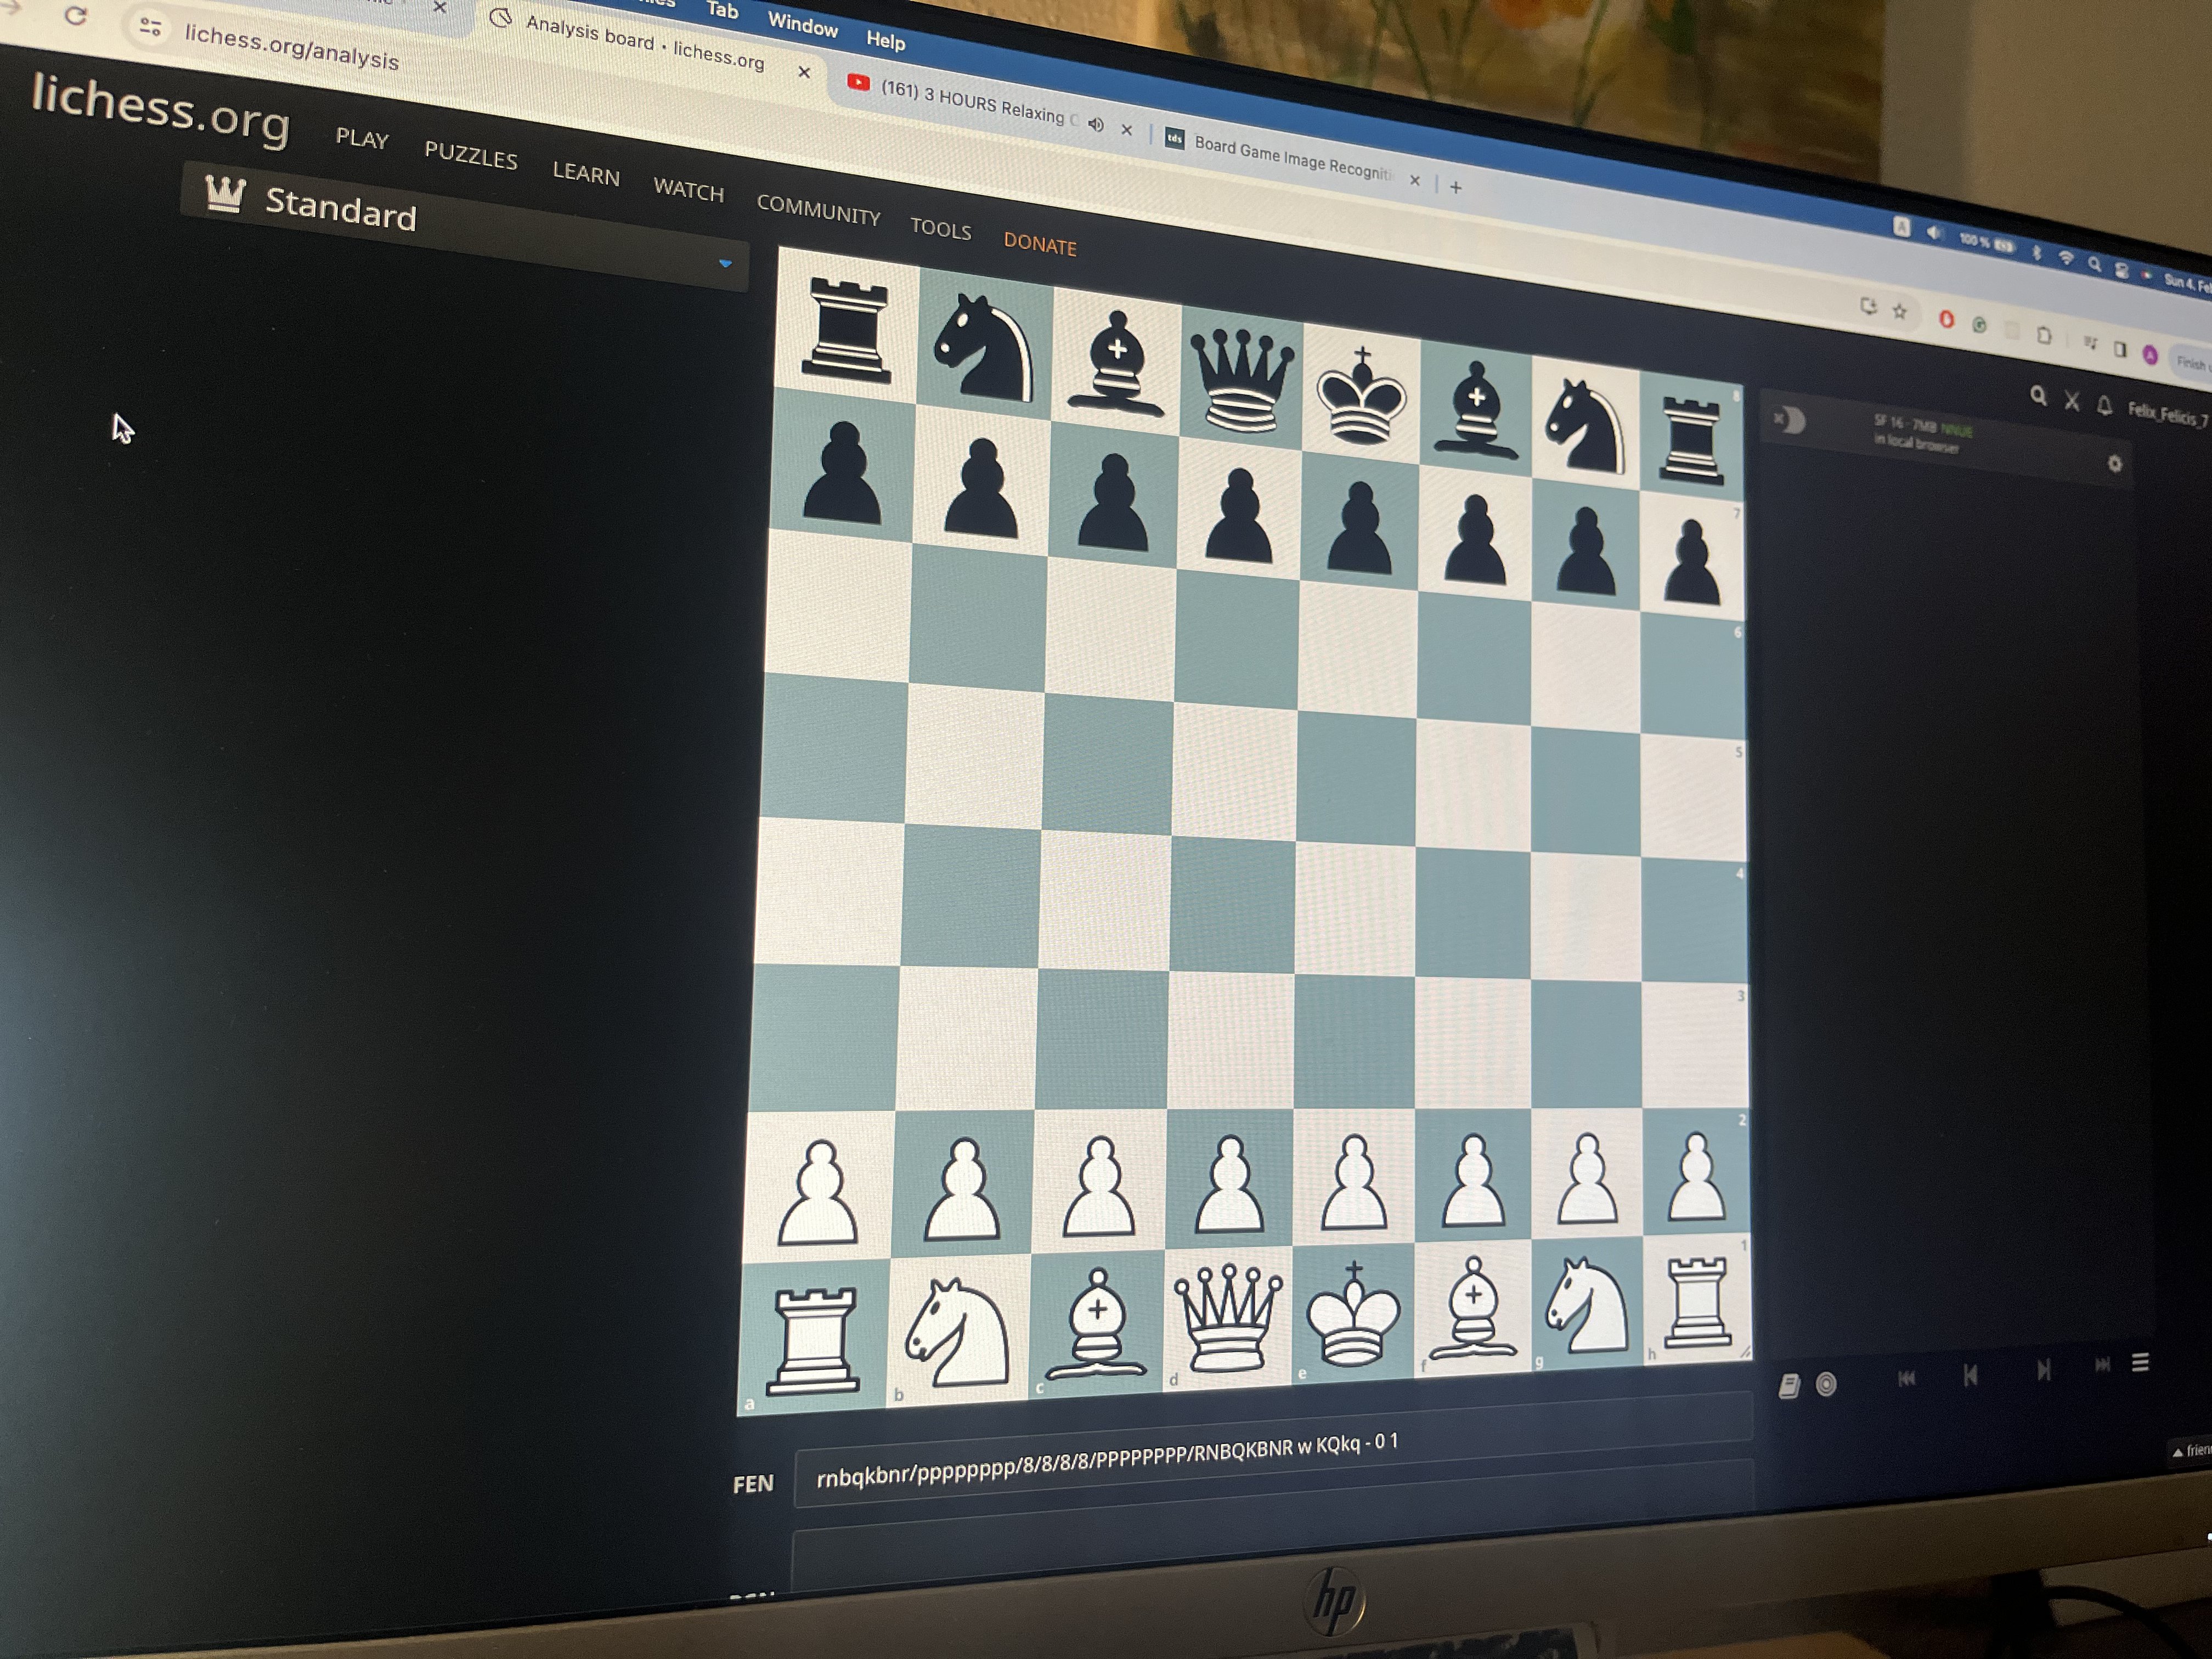 Tab Window Help
Analysis board • lichess.org
(161) 3 HOURS Relaxing
Board Game Image Recogniti
lichess.org/analysis
100 %
Sun 4. Fe
Finish
lichess.org
PLAY PUZZLES LEARN WATCH COMMUNITY TOOLS DONATE
Felix_Felicis_7
Standard
SF 16 - 7MB NNUE
in local browser
8
7
6
5
4
3
2
1
a b c d e f g h
FEN rnbqkbnr/pppppppp/8/8/8/8/PPPPPPPP/RNBQKBNR w KQkq - 0 1
hp